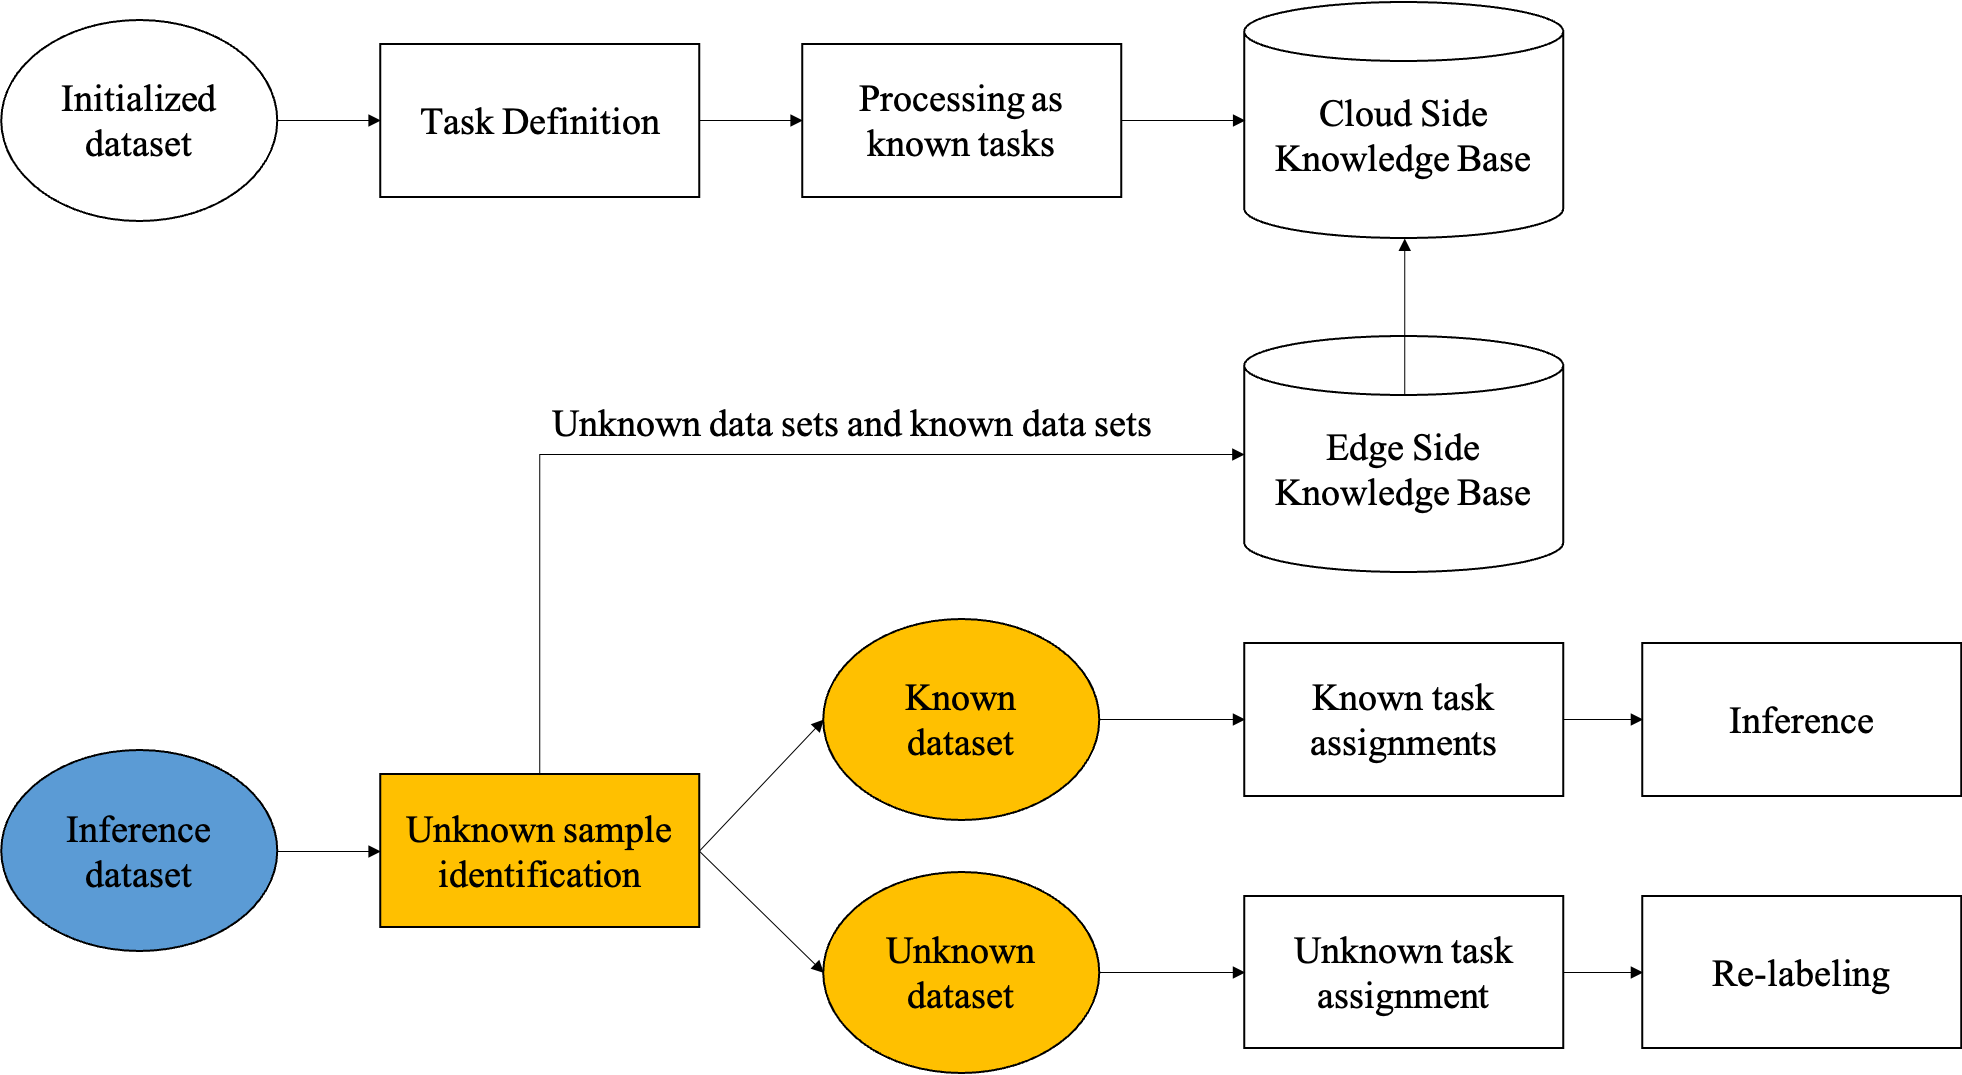 Initialized
dataset
Task Definition
Processing as
known tasks
Cloud Side
Knowledge Base
Unknown data sets and known data sets
Edge Side
Knowledge Base
Inference
dataset
Unknown sample
identification
Known
dataset
Known task
assignments
Inference
Unknown
dataset
Unknown task
assignment
Re-labeling